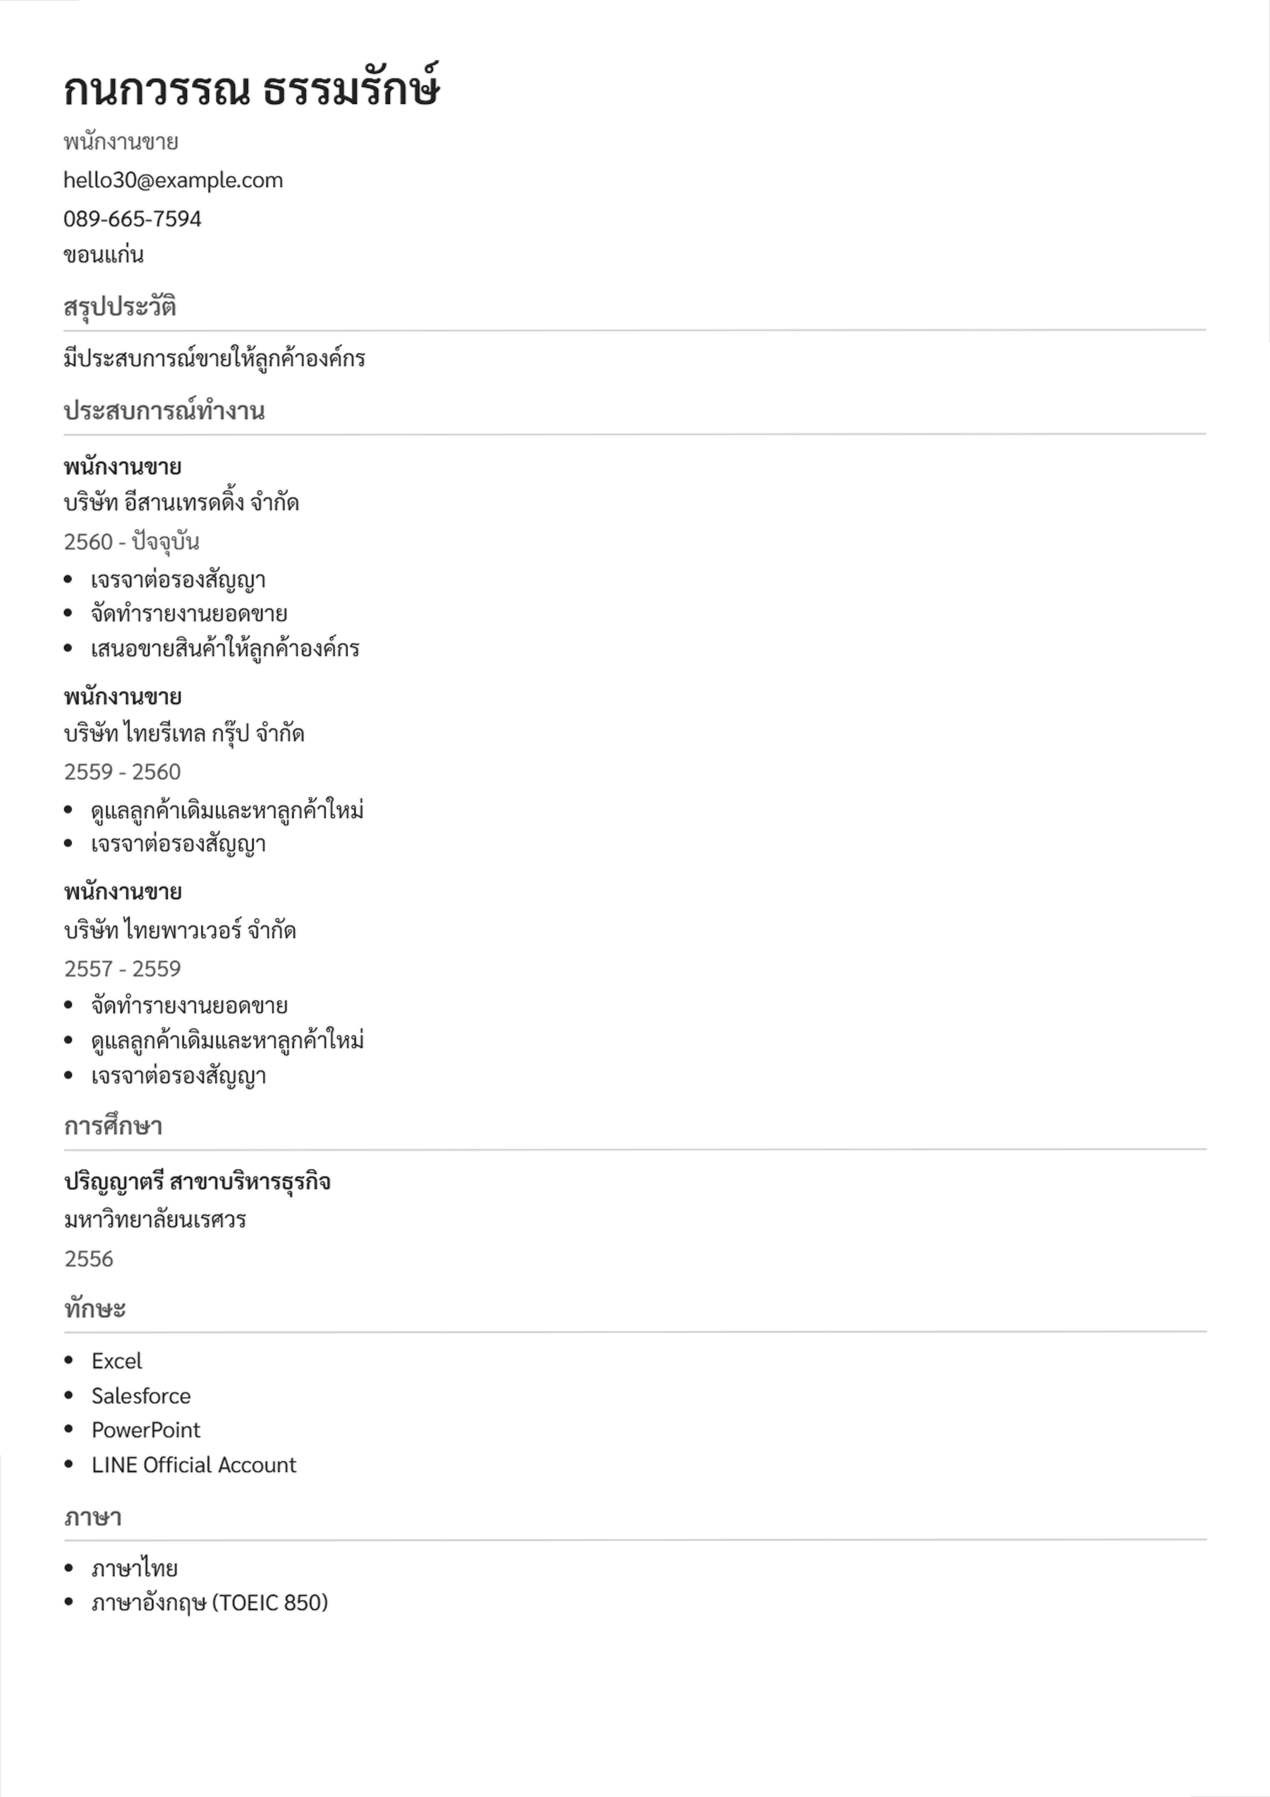 กนกวรรณ ธรรมรักษ์
พนักงานขาย
hello30@example.com
089-665-7594
ขอนแก่น
สรุปประวัติ
มีประสบการณ์ขายให้ลูกค้าองค์กร
ประสบการณ์ทำงาน
พนักงานขาย
บริษัท อีสานเทรดดิ้ง จำกัด
2560 - ปัจจุบัน
• เจรจาต่อรองสัญญา
• จัดทำรายงานยอดขาย
• เสนอขายสินค้าให้ลูกค้าองค์กร
พนักงานขาย
บริษัท ไทยรีเทล กรุ๊ป จำกัด
2559 - 2560
• ดูแลลูกค้าเดิมและหาลูกค้าใหม่
• เจรจาต่อรองสัญญา
พนักงานขาย
บริษัท ไทยพาวเวอร์ จำกัด
2557 - 2559
• จัดทำรายงานยอดขาย
• ดูแลลูกค้าเดิมและหาลูกค้าใหม่
• เจรจาต่อรองสัญญา
การศึกษา
ปริญญาตรี สาขาบริหารธุรกิจ
มหาวิทยาลัยนเรศวร
2556
ทักษะ
• Excel
• Salesforce
• PowerPoint
• LINE Official Account
ภาษา
• ภาษาไทย
• ภาษาอังกฤษ (TOEIC 850)